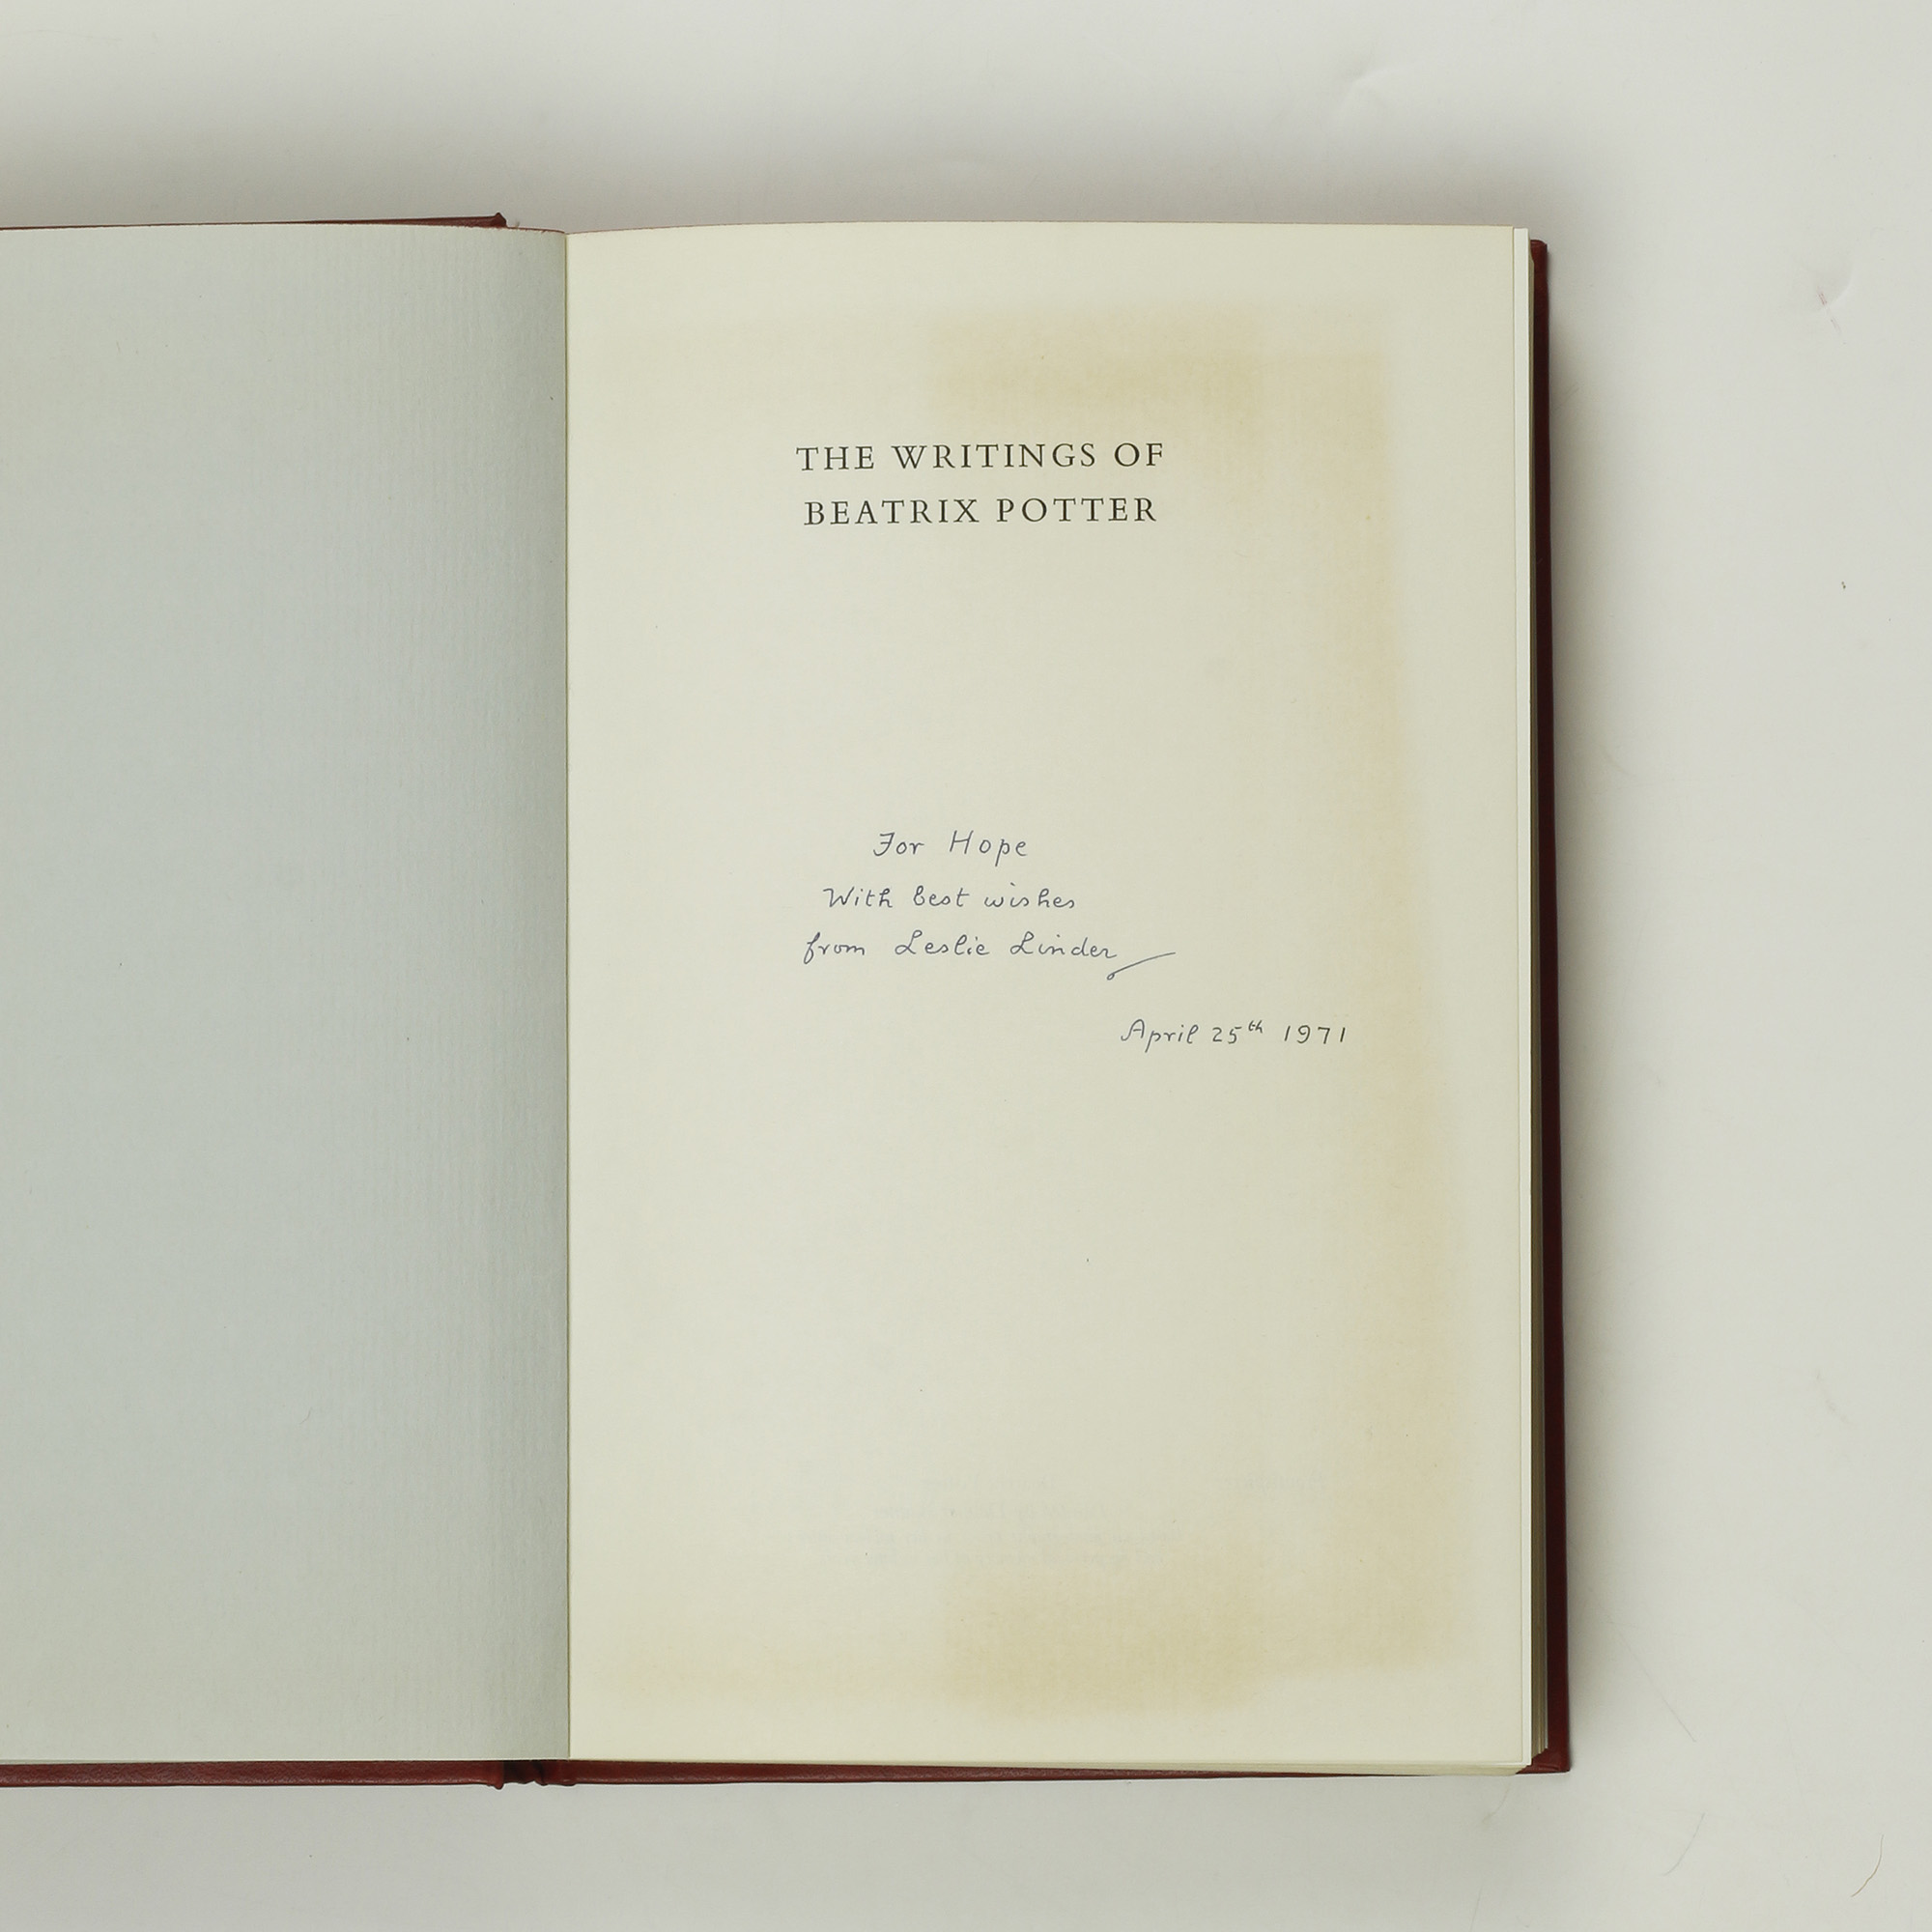 THE WRITINGS OF
BEATRIX POTTER
For Hope
With best wishes
from Leslie Linder
April 25th 1971